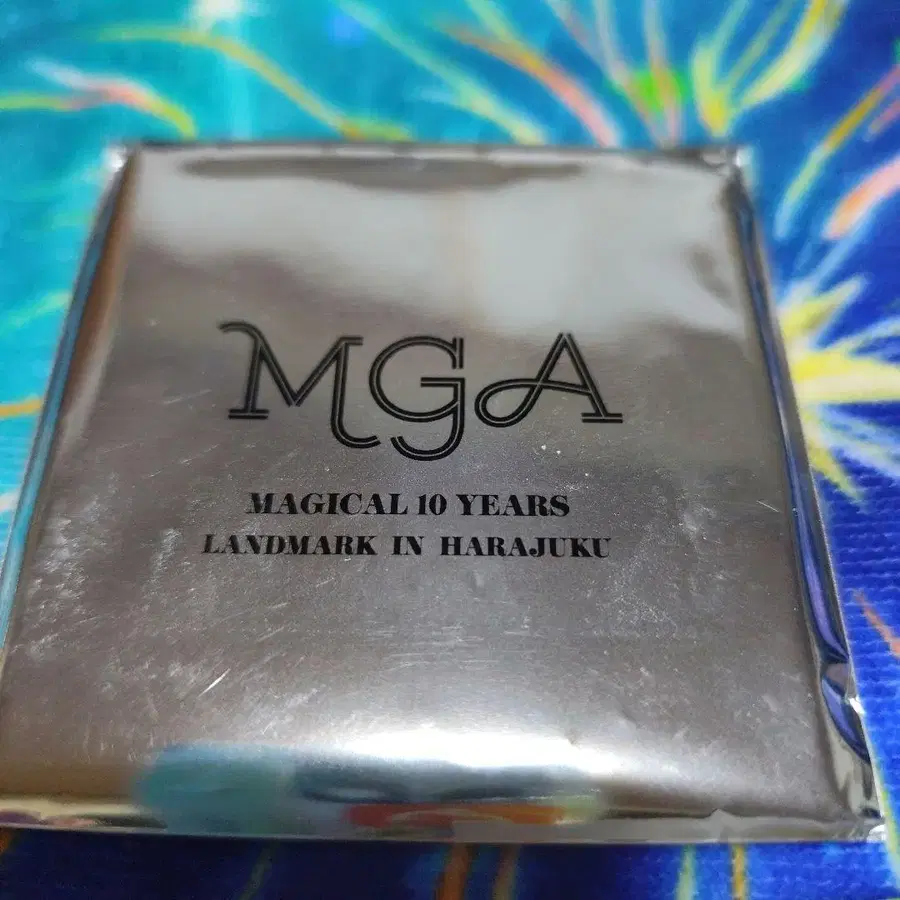 MGA
MAGICAL 10 YEARS
LANDMARK IN HARAJUKU